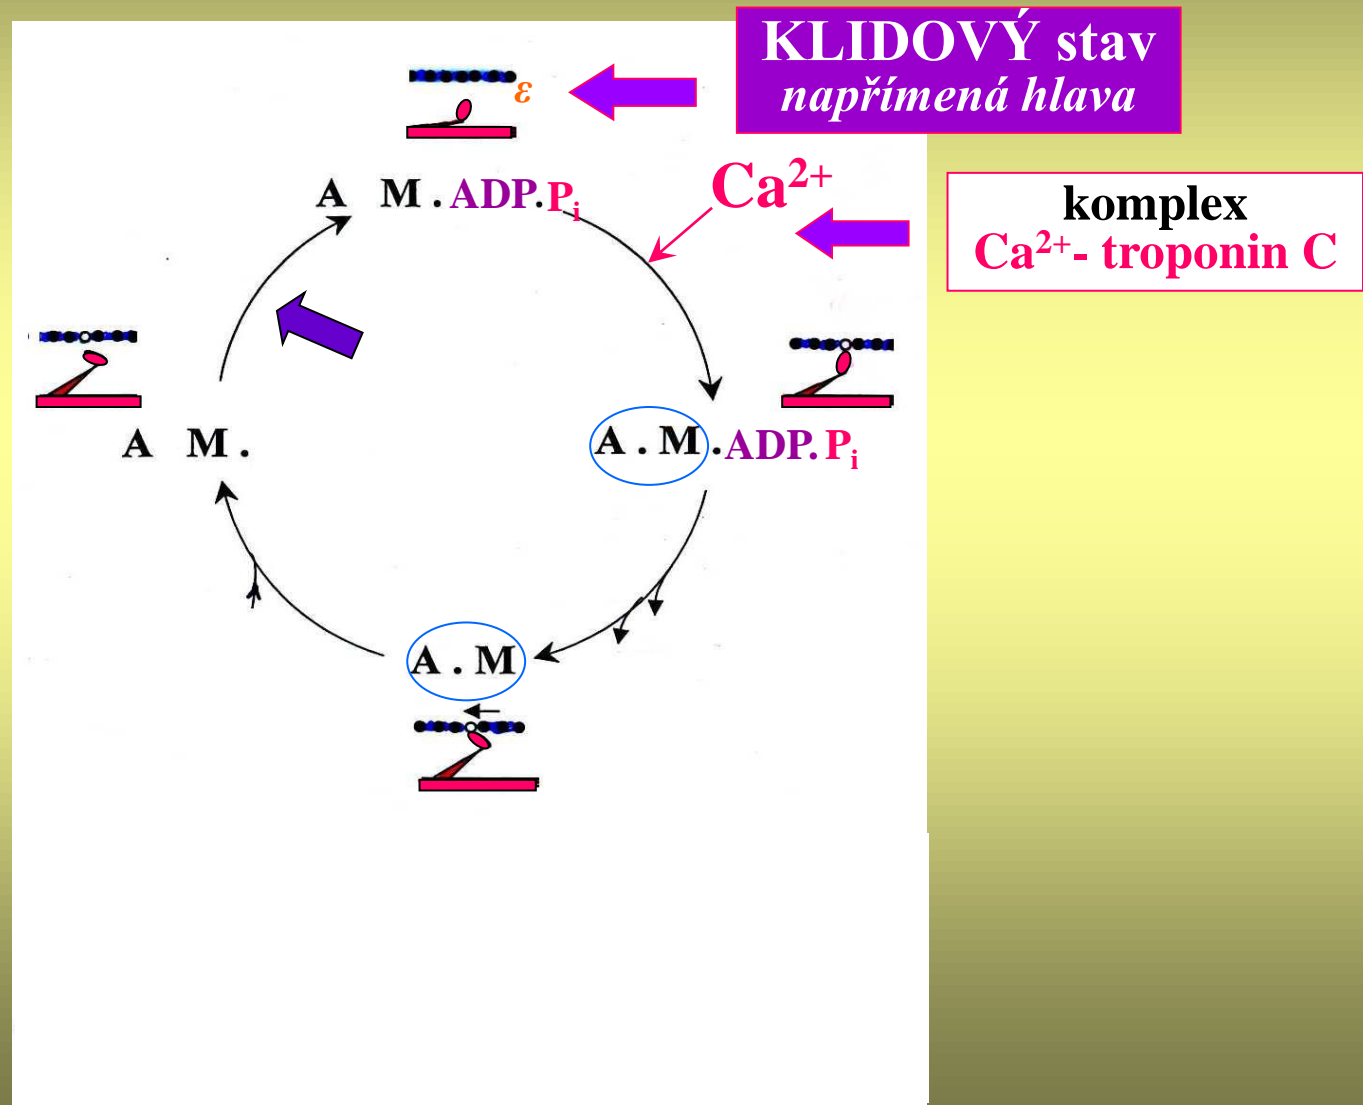 KLIDOVÝ stav
napřímená hlava
ε
A M . ADP.Pᵢ
Ca²⁺
komplex
Ca²⁺- troponin C
A M .
A . M . ADP. Pᵢ
A . M